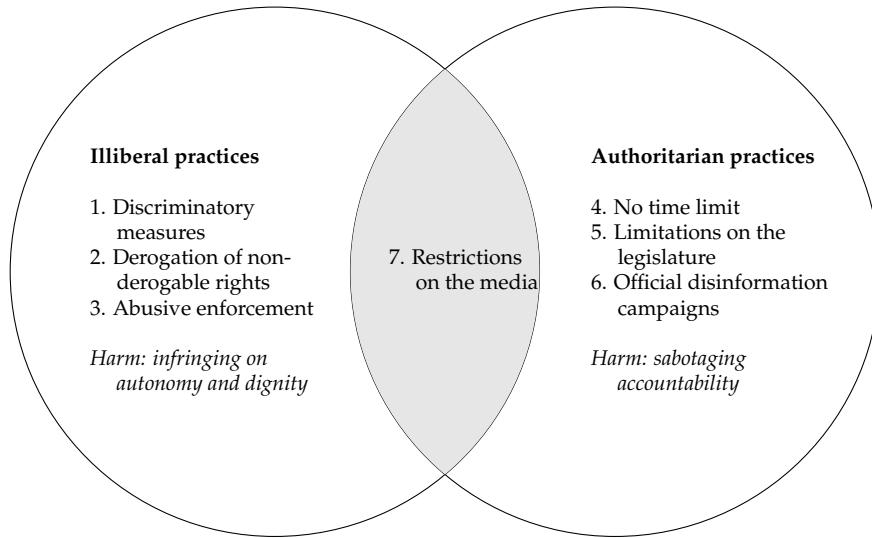 Illiberal practices
1. Discriminatory
measures
2. Derogation of non-
derogable rights
3. Abusive enforcement
Harm: infringing on
autonomy and dignity
7. Restrictions
on the media
Authoritarian practices
4. No time limit
5. Limitations on the
legislature
6. Official disinformation
campaigns
Harm: sabotaging
accountability